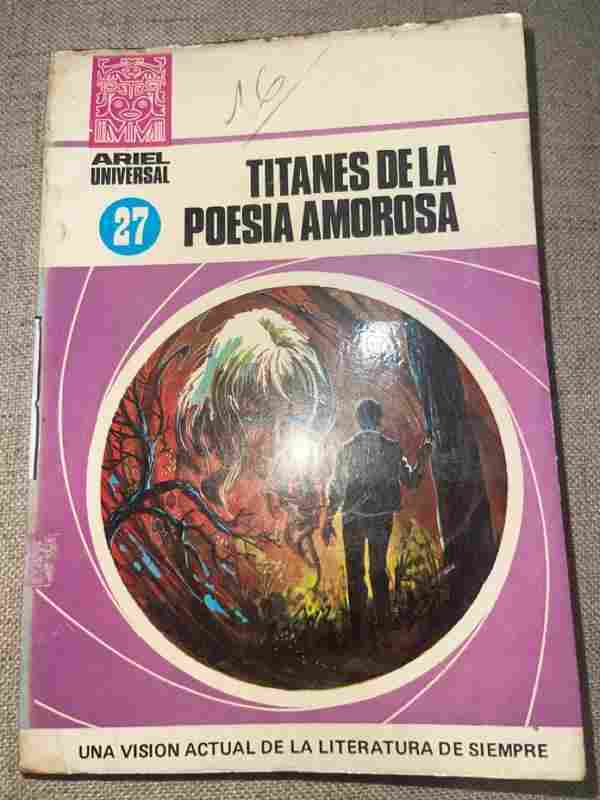 16
ARIEL
UNIVERSAL
27
TITANES DE LA
POESIA AMOROSA
UNA VISION ACTUAL DE LA LITERATURA DE SIEMPRE